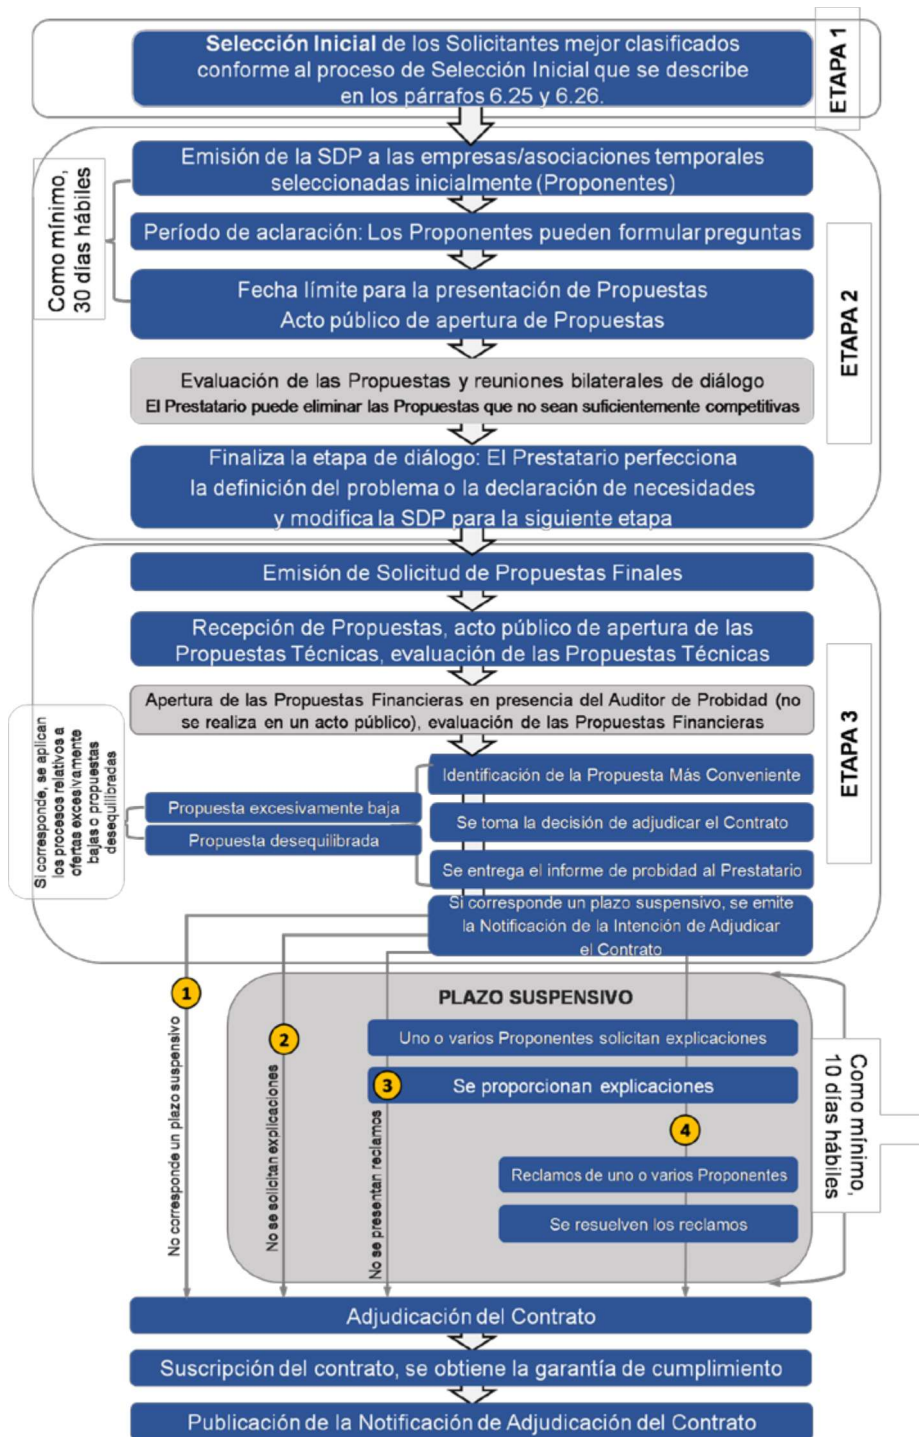 Selección Inicial de los Solicitantes mejor clasificados
conforme al proceso de Selección Inicial que se describe
en los párrafos 6.25 y 6.26.
ETAPA 1
Emisión de la SDP a las empresas/asociaciones temporales
seleccionadas inicialmente (Proponentes)
Como mínimo,
30 días hábiles
Período de aclaración: Los Proponentes pueden formular preguntas
Fecha límite para la presentación de Propuestas
Acto público de apertura de Propuestas
ETAPA 2
Evaluación de las Propuestas y reuniones bilaterales de diálogo
El Prestatario puede eliminar las Propuestas que no sean suficientemente competitivas
Finaliza la etapa de diálogo: El Prestatario perfecciona
la definición del problema o la declaración de necesidades
y modifica la SDP para la siguiente etapa
Emisión de Solicitud de Propuestas Finales
Recepción de Propuestas, acto público de apertura de las
Propuestas Técnicas, evaluación de las Propuestas Técnicas
Apertura de las Propuestas Financieras en presencia del Auditor de Probidad (no
se realiza en un acto público), evaluación de las Propuestas Financieras
ETAPA 3
Si corresponde, se aplican
los procesos relativos a
ofertas excesivamente
bajas o propuestas
desequilibradas
Propuesta excesivamente baja
Propuesta desequilibrada
Identificación de la Propuesta Más Conveniente
Se toma la decisión de adjudicar el Contrato
Se entrega el informe de probidad al Prestatario
Si corresponde un plazo suspensivo, se emite
la Notificación de la Intención de Adjudicar
el Contrato
1
No corresponde un plazo suspensivo
2
No se solicitan explicaciones
3
No se presentan reclamos
PLAZO SUSPENSIVO
Uno o varios Proponentes solicitan explicaciones
Se proporcionan explicaciones
4
Reclamos de uno o varios Proponentes
Se resuelven los reclamos
Como mínimo,
10 días hábiles
Adjudicación del Contrato
Suscripción del contrato, se obtiene la garantía de cumplimiento
Publicación de la Notificación de Adjudicación del Contrato